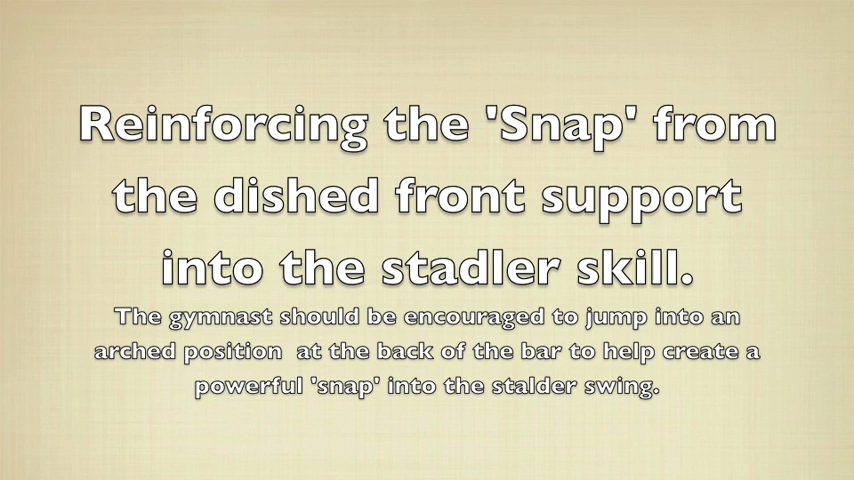 Reinforcing the 'Snap' from
the dished front support
into the stadler skill.
The gymnast should be encouraged to jump into an
arched position  at the back of the bar to help create a
powerful 'snap' into the stalder swing.